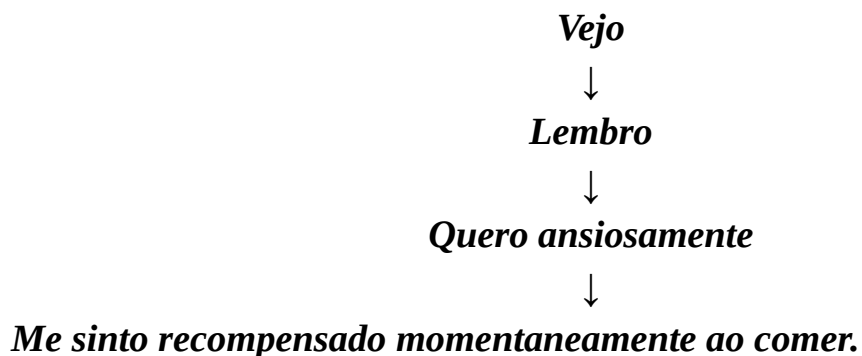 Vejo
↓
Lembro
↓
Quero ansiosamente
↓
Me sinto recompensado momentaneamente ao comer.